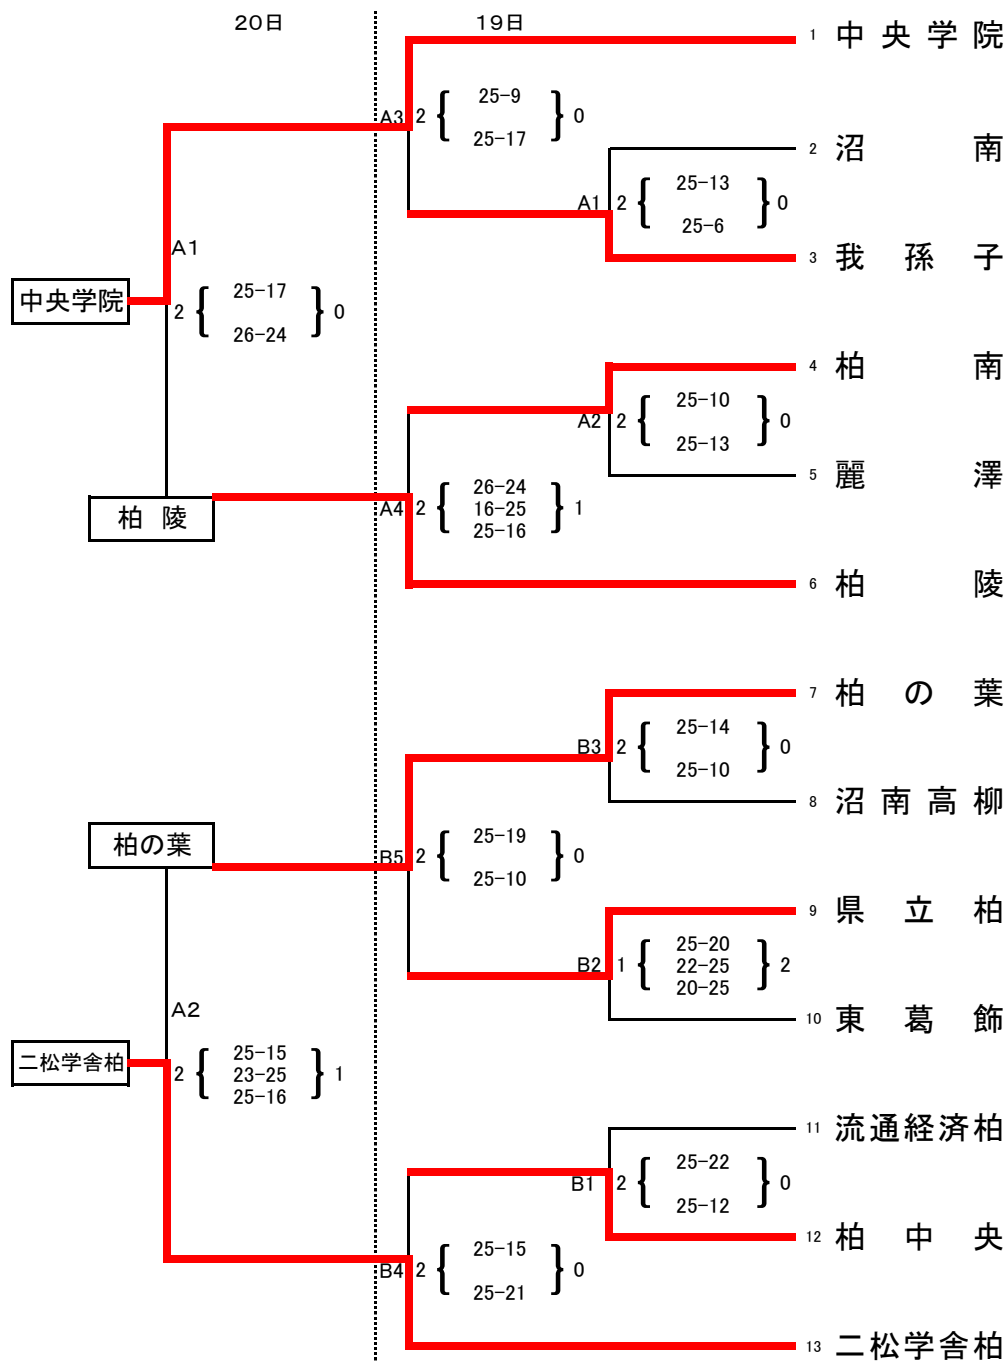 20日
19日
1 中央学院
A3 2 { 25-9 } 0
25-17
2 沼南
A1 2 { 25-13 } 0
25-6
3 我孫子
A1
中央学院
2 { 25-17 } 0
26-24
4 柏南
A2 2 { 25-10 } 0
25-13
5 麗澤
柏陵
A4 2 { 26-24 } 1
16-25
25-16
6 柏陵
7 柏の葉
B3 2 { 25-14 } 0
25-10
8 沼南高柳
柏の葉
B5 2 { 25-19 } 0
25-10
9 県立柏
B2 1 { 25-20 } 2
22-25
20-25
10 東葛飾
A2
二松学舎柏
2 { 25-15 } 1
23-25
25-16
11 流通経済柏
B1 2 { 25-22 } 0
25-12
12 柏中央
B4 2 { 25-15 } 0
25-21
13 二松学舎柏